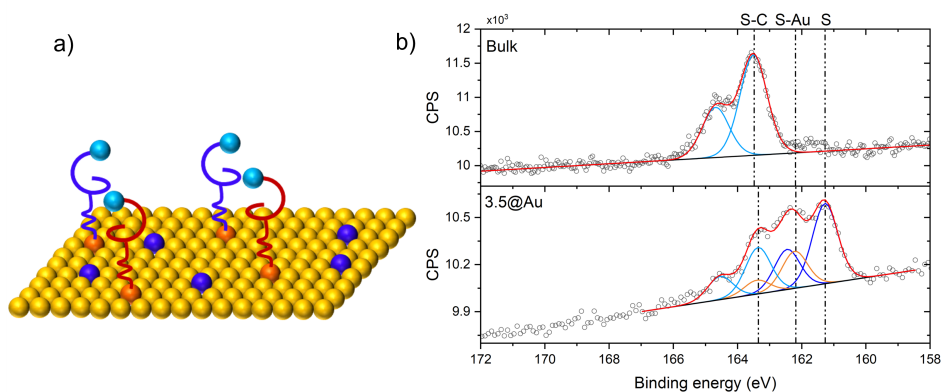 a)
b)
S-C S-Au S
×10³
12
Bulk
11.5
11
10.5
10
CPS
3.5@Au
10.5
10.2
9.9
CPS
172 170 168 166 164 162 160 158
Binding energy (eV)